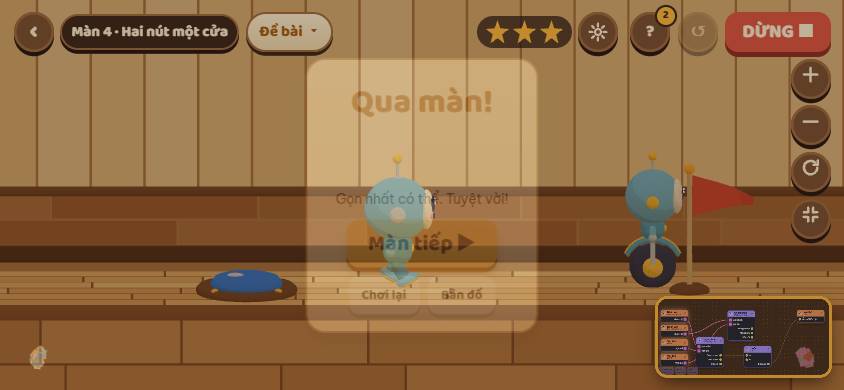 Màn 4 · Hai nút một cửa
Đề bài
2
?
DỪNG
Qua màn!
Gọn nhất có thể. Tuyệt vời!
Màn tiếp
Chơi lại
Bản đồ